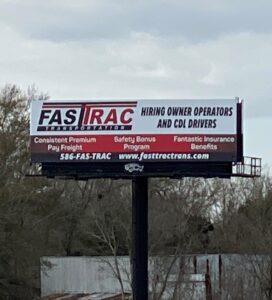 FASTRAC
TRANSPORTATION
HIRING OWNER OPERATORS
AND CDL DRIVERS
Consistent Premium
Pay Freight
Safety Bonus
Program
Fantastic Insurance
Benefits
586-FAS-TRAC www.fasttractrans.com